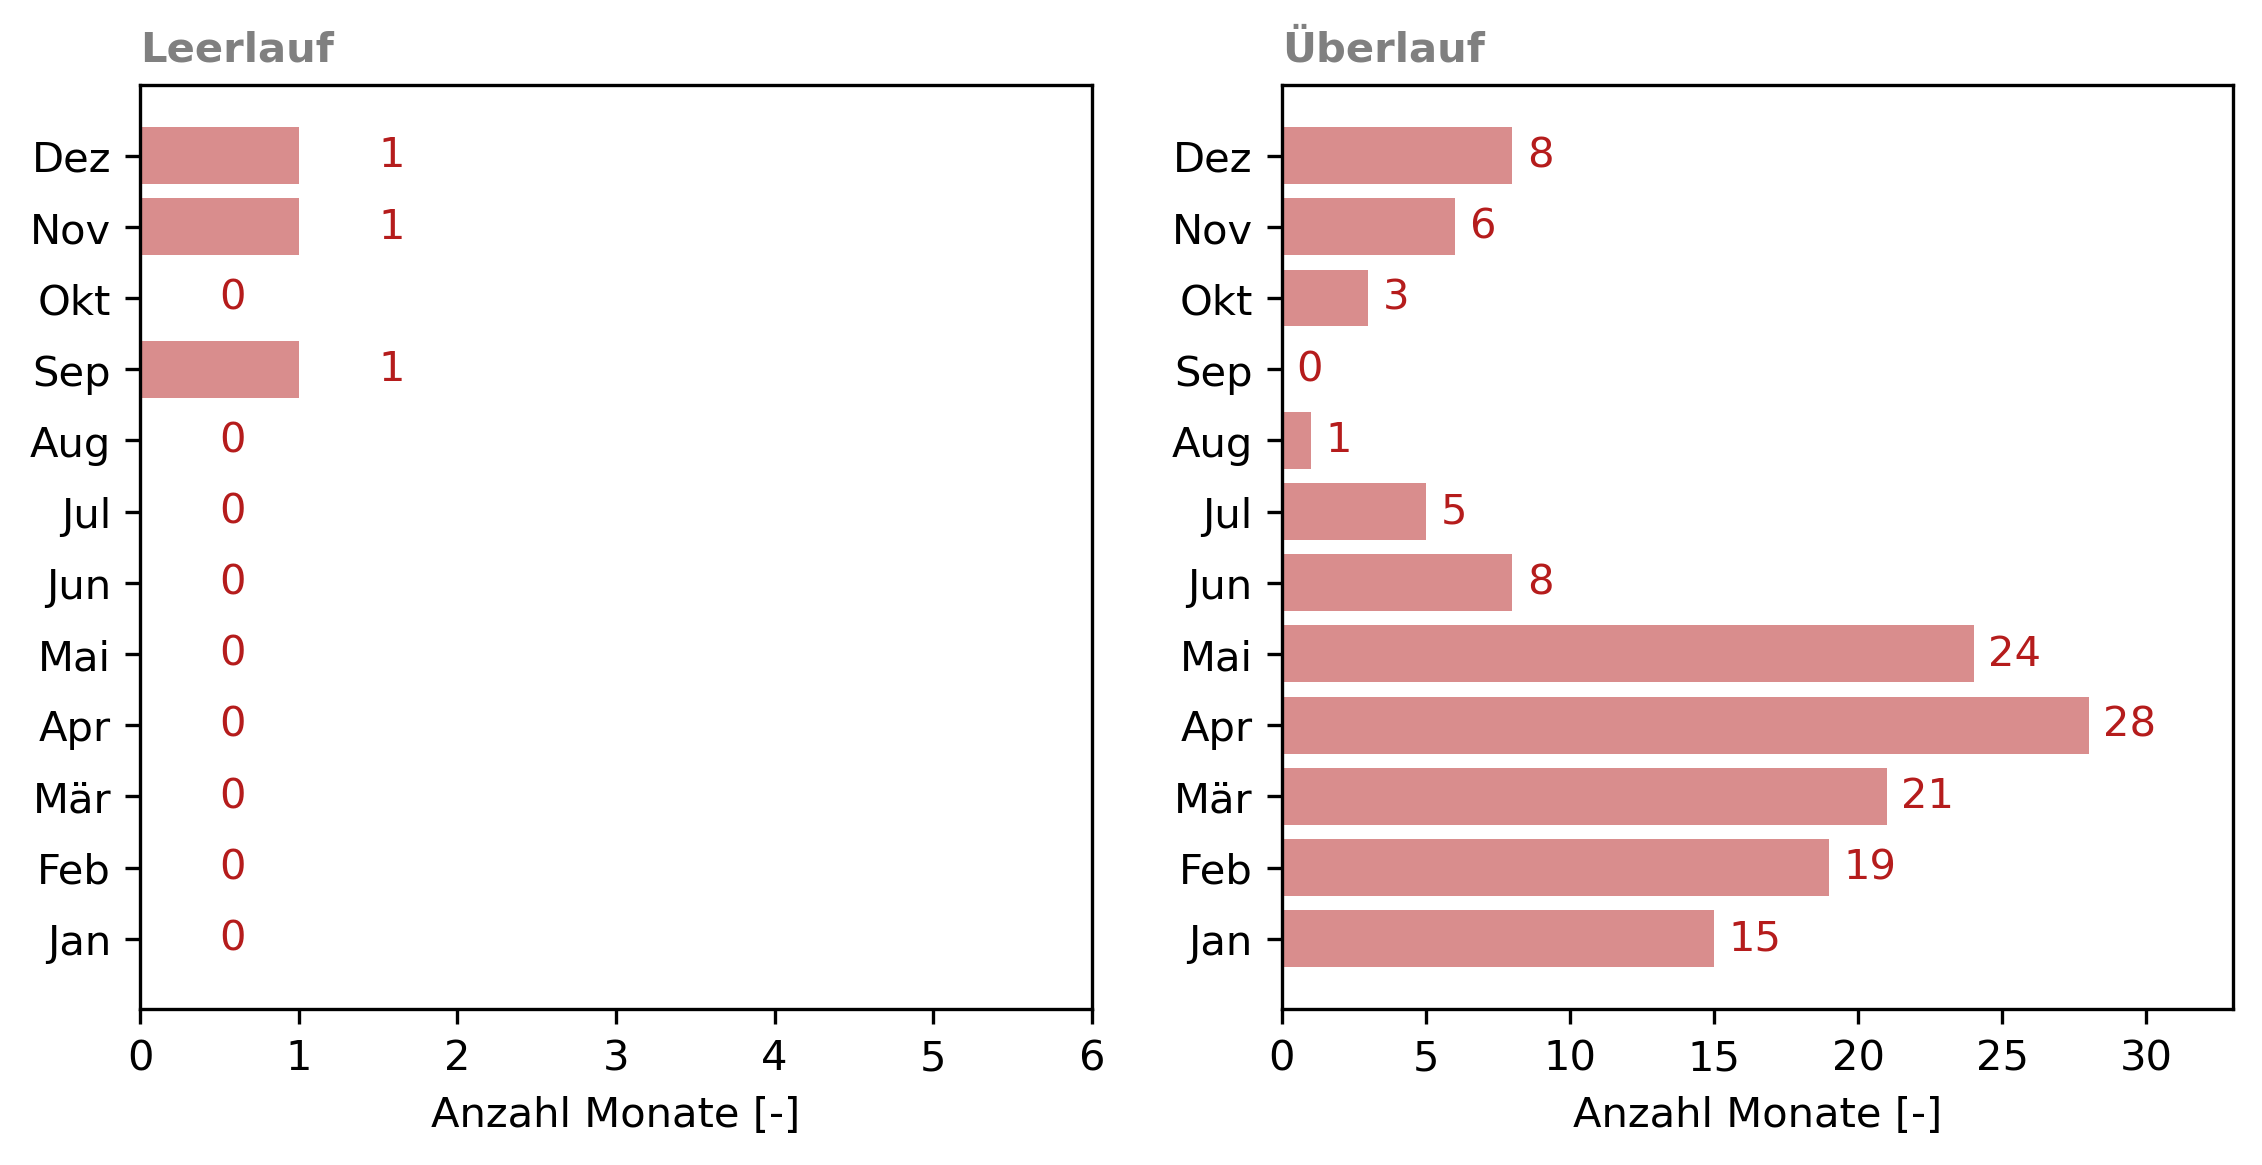 Leerlauf
Dez 1
Nov 1
Okt 0
Sep 1
Aug 0
Jul 0
Jun 0
Mai 0
Apr 0
Mär 0
Feb 0
Jan 0
0 1 2 3 4 5 6
Anzahl Monate [-]
Überlauf
Dez 8
Nov 6
Okt 3
Sep 0
Aug 1
Jul 5
Jun 8
Mai 24
Apr 28
Mär 21
Feb 19
Jan 15
0 5 10 15 20 25 30
Anzahl Monate [-]